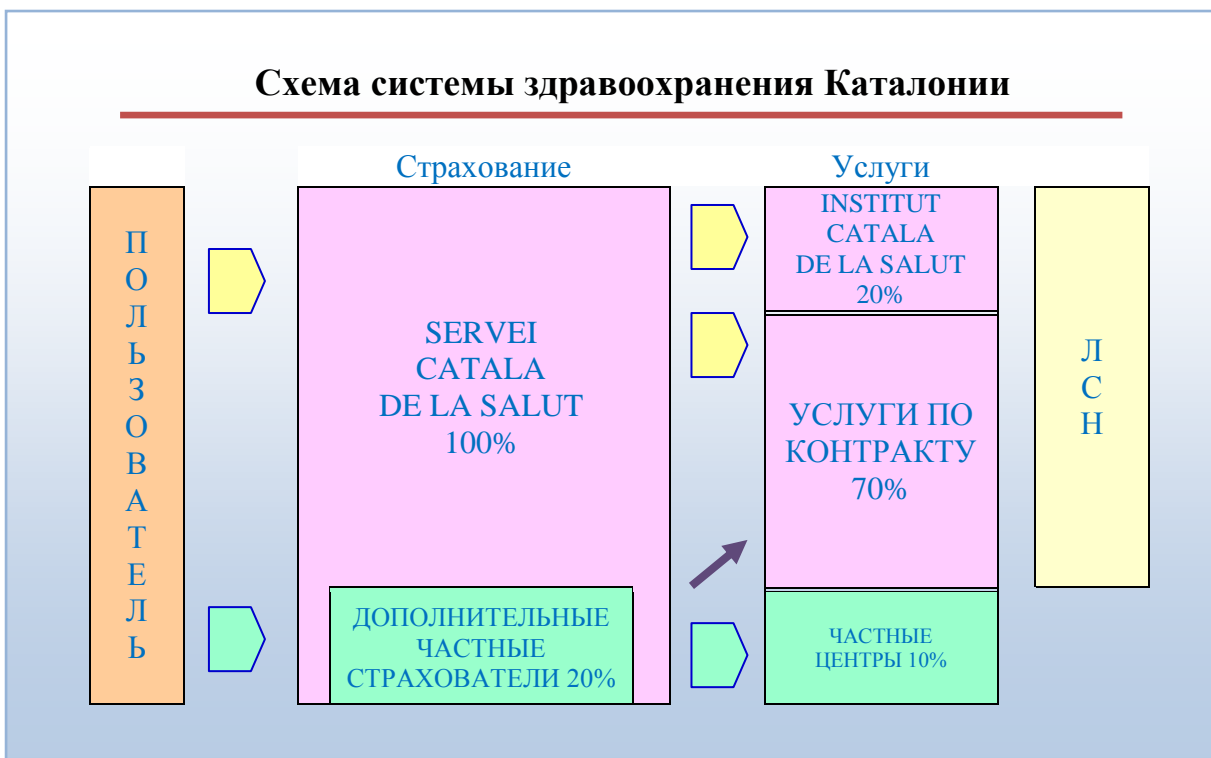 Схема системы здравоохранения Каталонии
Страхование
Услуги
П
О
Л
Ь
З
О
В
А
Т
Е
Л
Ь
SERVEI
CATALA
DE LA SALUT
100%
ДОПОЛНИТЕЛЬНЫЕ
ЧАСТНЫЕ
СТРАХОВАТЕЛИ 20%
INSTITUT
CATALA
DE LA SALUT
20%
УСЛУГИ ПО
КОНТРАКТУ
70%
ЧАСТНЫЕ
ЦЕНТРЫ 10%
Л
С
Н